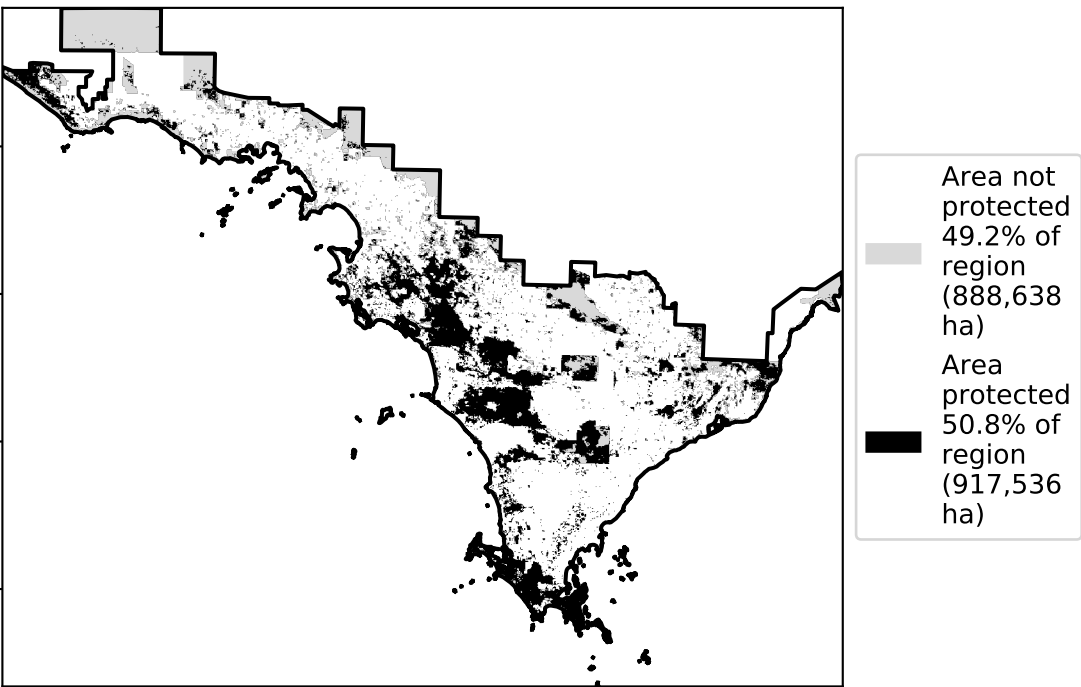 Area not
protected
49.2% of
region
(888,638
ha)
Area
protected
50.8% of
region
(917,536
ha)